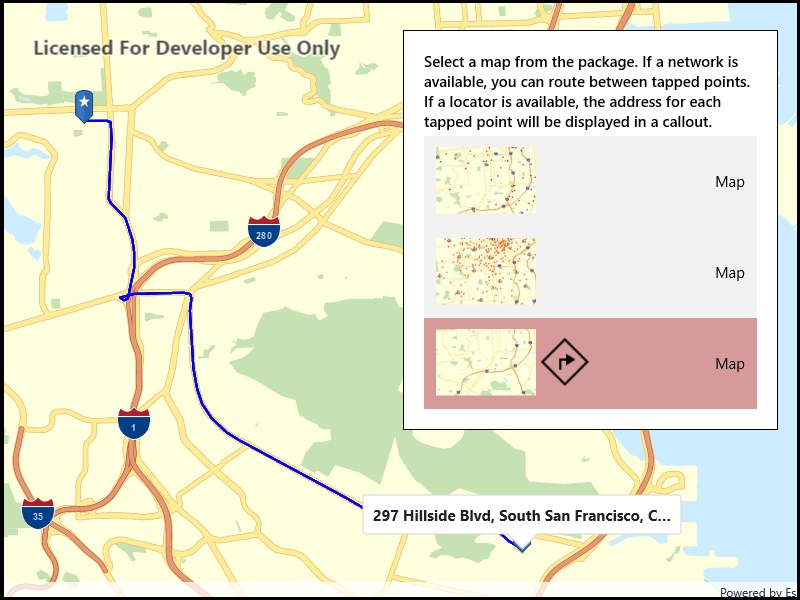 Licensed For Developer Use Only
Select a map from the package. If a network is
available, you can route between tapped points.
If a locator is available, the address for each
tapped point will be displayed in a callout.
Map
280
Map
Map
1
35
297 Hillside Blvd, South San Francisco, C...
Powered by Es